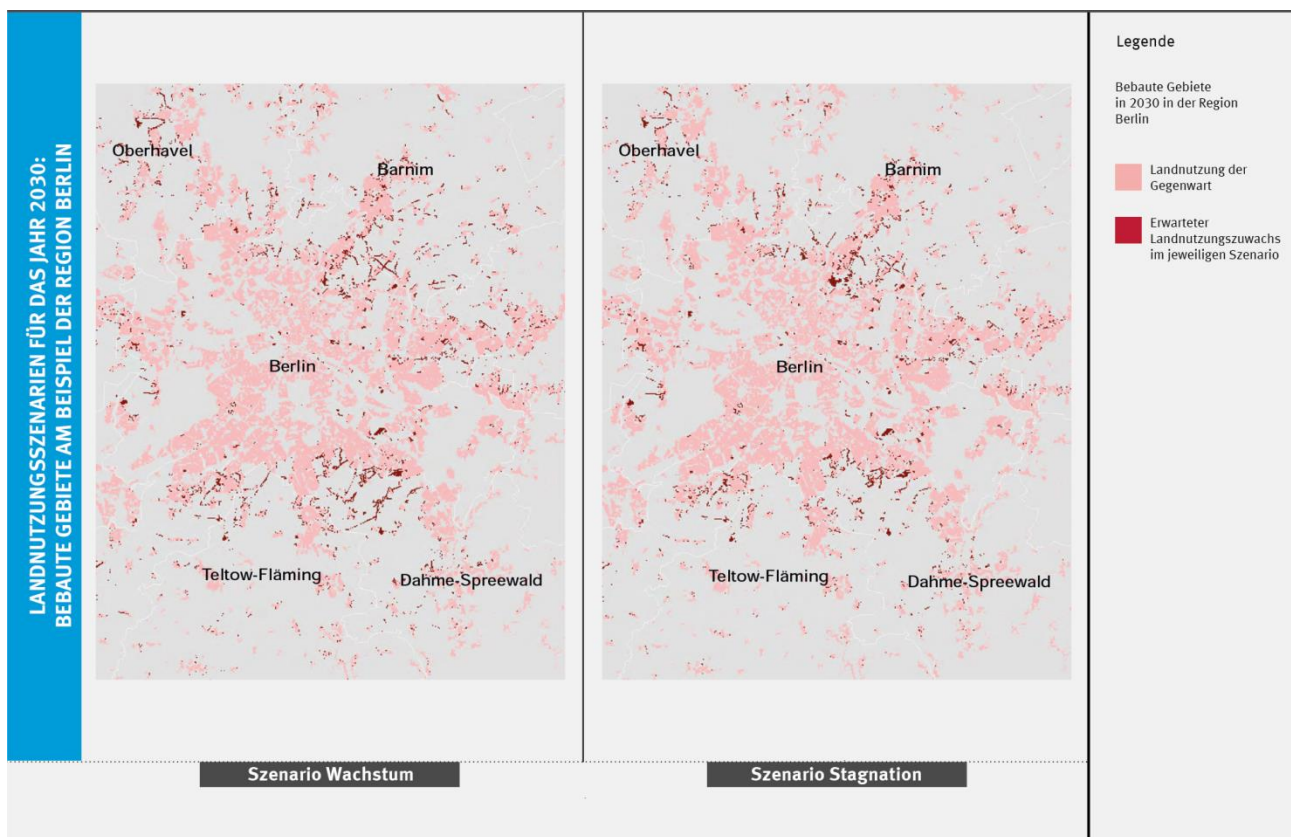 LANDNUTZUNGSSZENARIEN FÜR DAS JAHR 2030:
BEBAUTE GEBIETE AM BEISPIEL DER REGION BERLIN
Oberhavel
Barnim
Berlin
Teltow-Fläming
Dahme-Spreewald
Szenario Wachstum
Oberhavel
Barnim
Berlin
Teltow-Fläming
Dahme-Spreewald
Szenario Stagnation
Legende
Bebaute Gebiete
in 2030 in der Region
Berlin
Landnutzung der
Gegenwart
Erwarteter
Landnutzungszuwachs
im jeweiligen Szenario